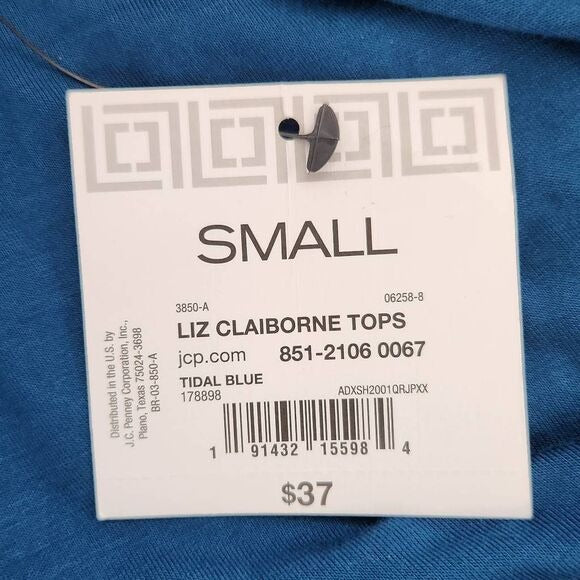 SMALL
3850-A 06258-8
LIZ CLAIBORNE TOPS
jcp.com 851-2106 0067
TIDAL BLUE
178898 ADXSH2001QRJPXX
1 91432 15598 4
$37
Distributed in the U.S. by
J.C. Penney Corporation, Inc.,
Plano, Texas 75024-3698
BR-03-850-A